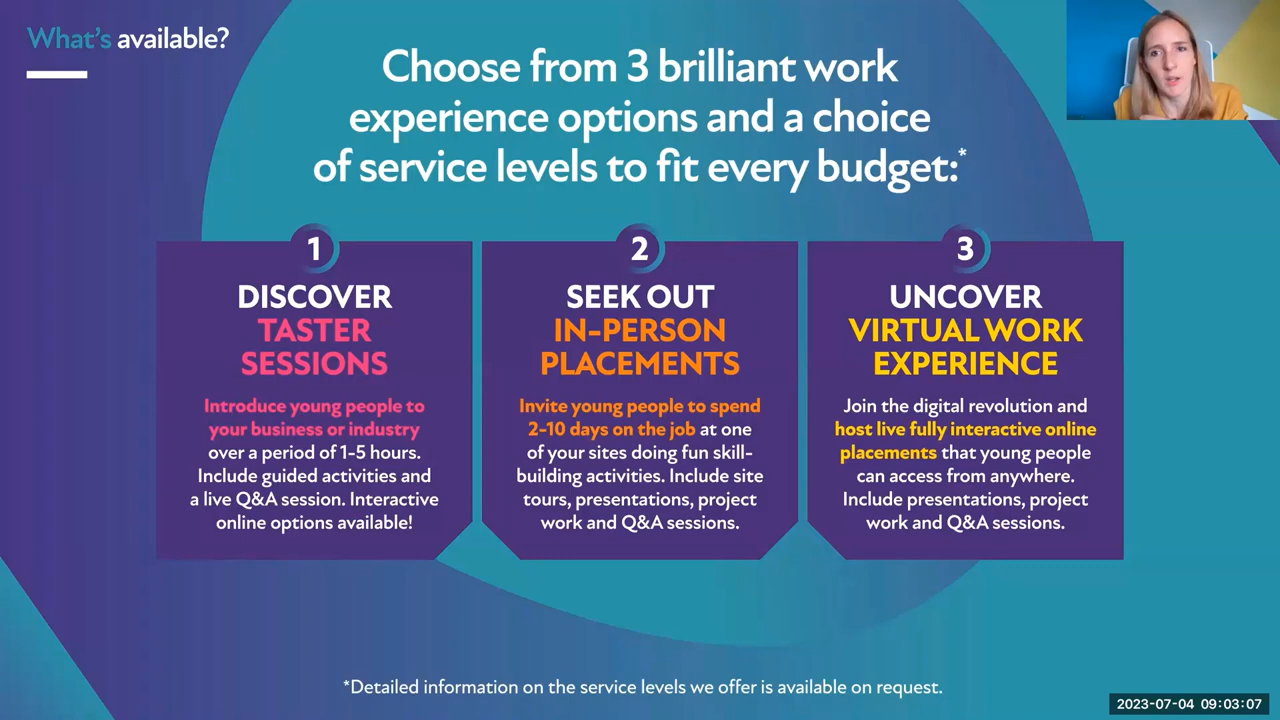 What's available?
Choose from 3 brilliant work
experience options and a choice
of service levels to fit every budget:*
1
DISCOVER
TASTER
SESSIONS
Introduce young people to
your business or industry
over a period of 1-5 hours.
Include guided activities and
a live Q&A session. Interactive
online options available!
2
SEEK OUT
IN-PERSON
PLACEMENTS
Invite young people to spend
2-10 days on the job at one
of your sites doing fun skill-
building activities. Include site
tours, presentations, project
work and Q&A sessions.
3
UNCOVER
VIRTUAL WORK
EXPERIENCE
Join the digital revolution and
host live fully interactive online
placements that young people
can access from anywhere.
Include presentations, project
work and Q&A sessions.
*Detailed information on the service levels we offer is available on request.
2023-07-04 09:03:07